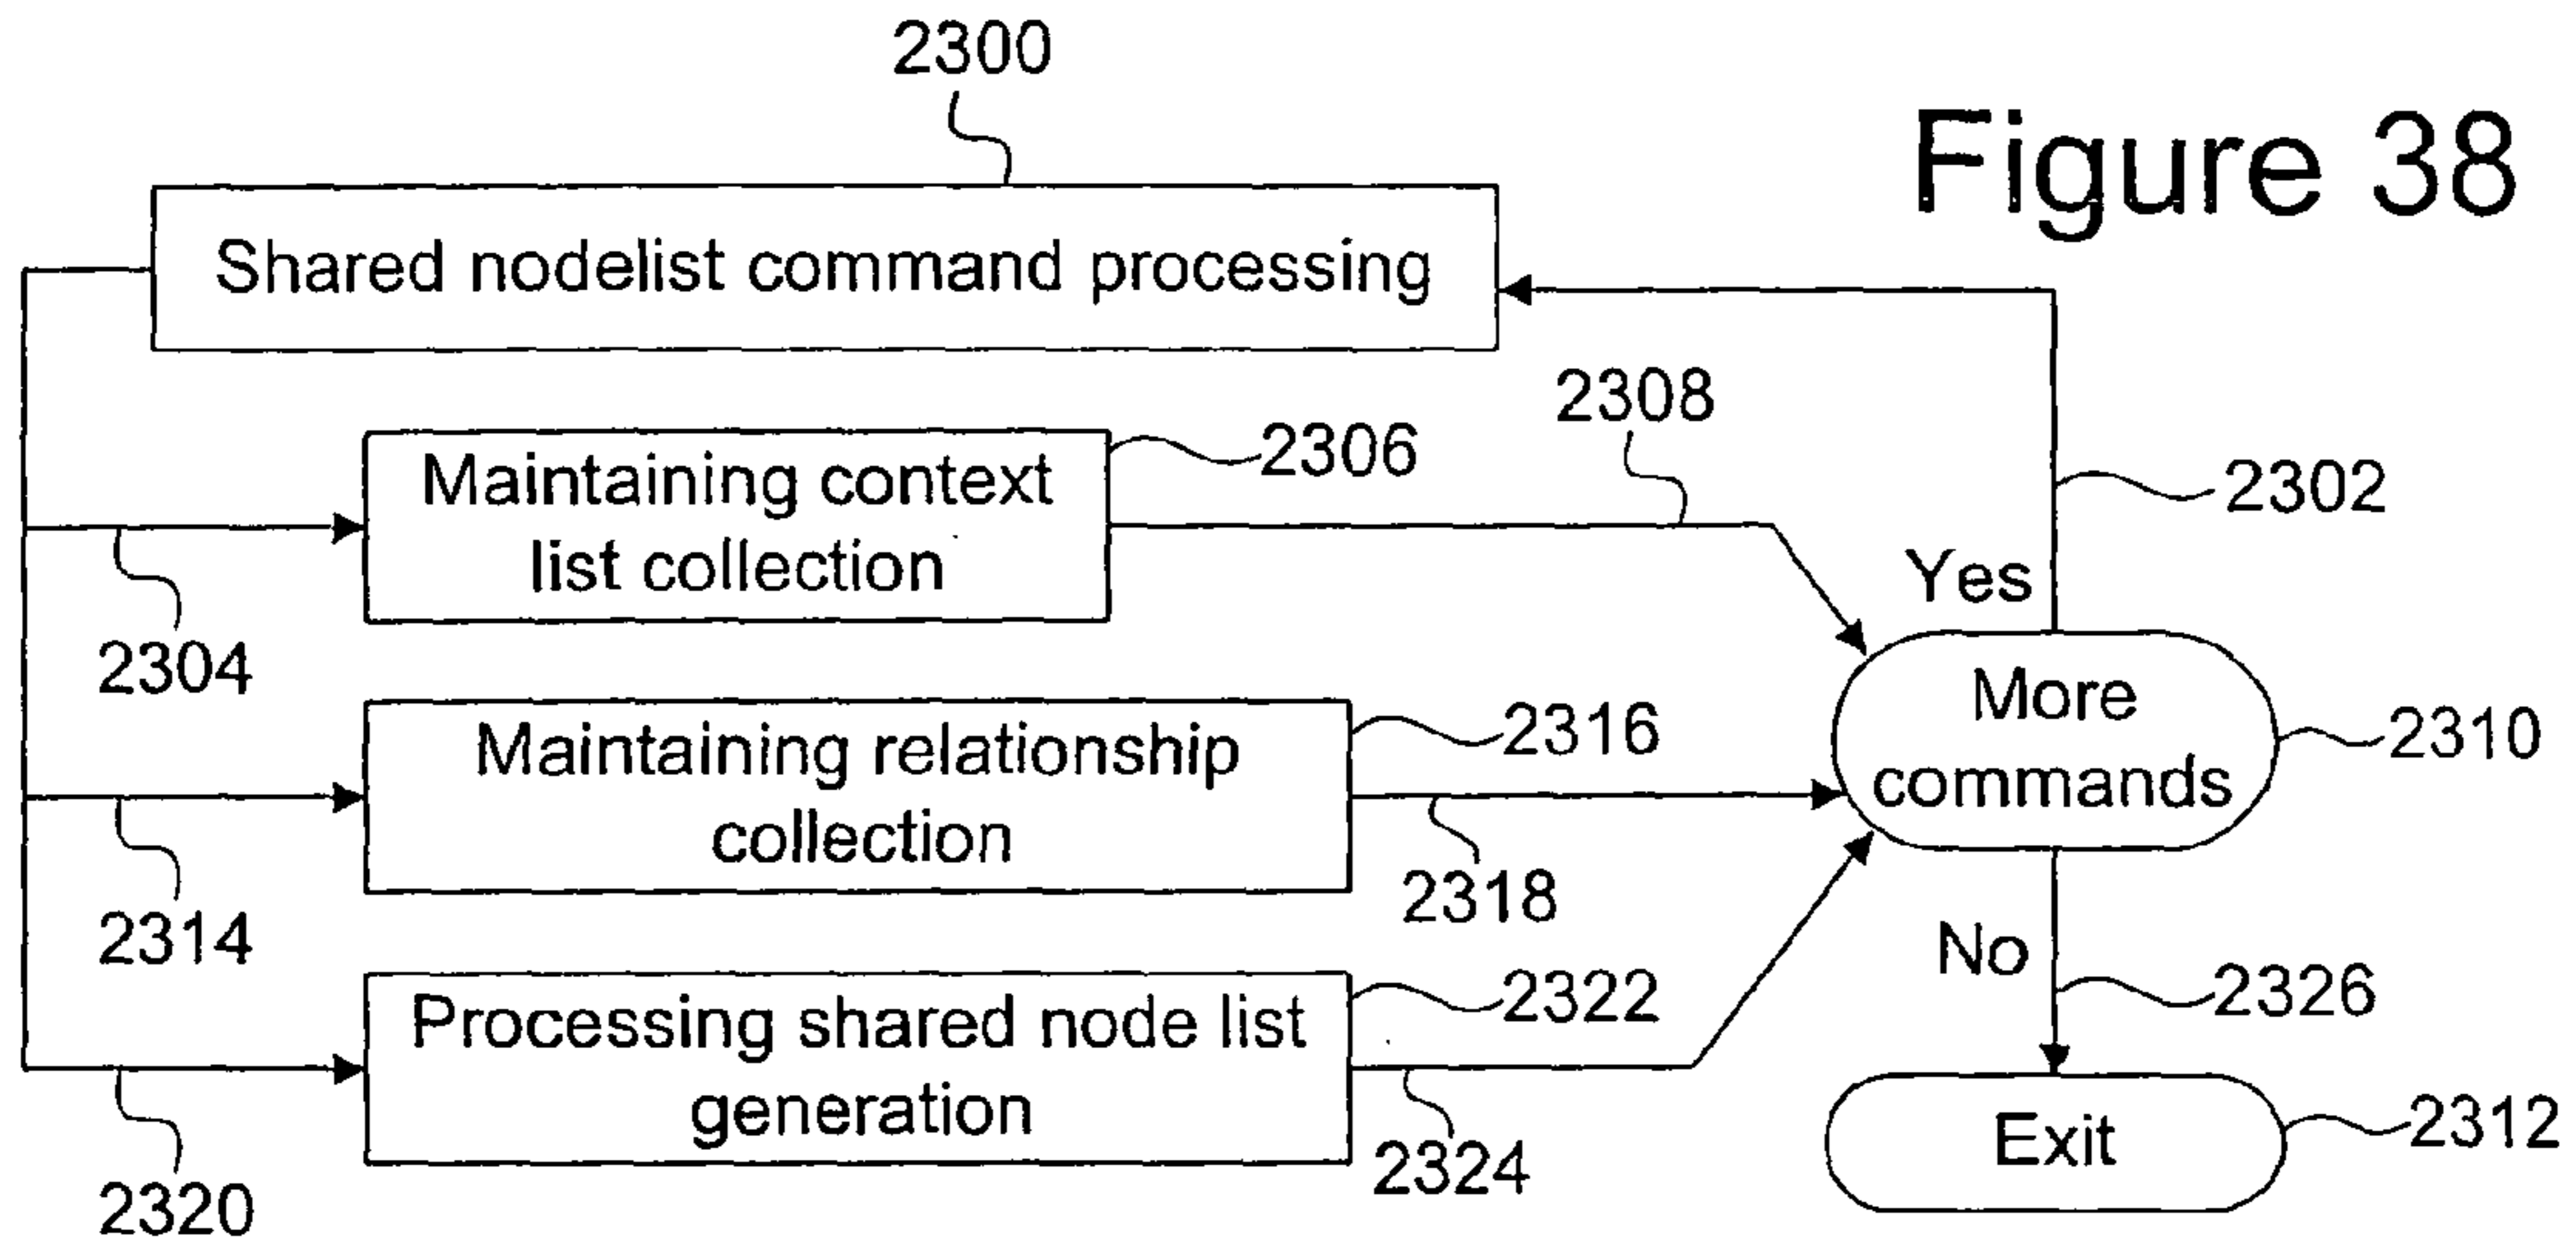 2300
Figure 38
Shared nodelist command processing
2308
2306
Maintaining context
list collection
2302
Yes
2304
More
commands
2310
2316
Maintaining relationship
collection
2318
2314
No
2322
Processing shared node list
generation
2326
2324
Exit
2312
2320